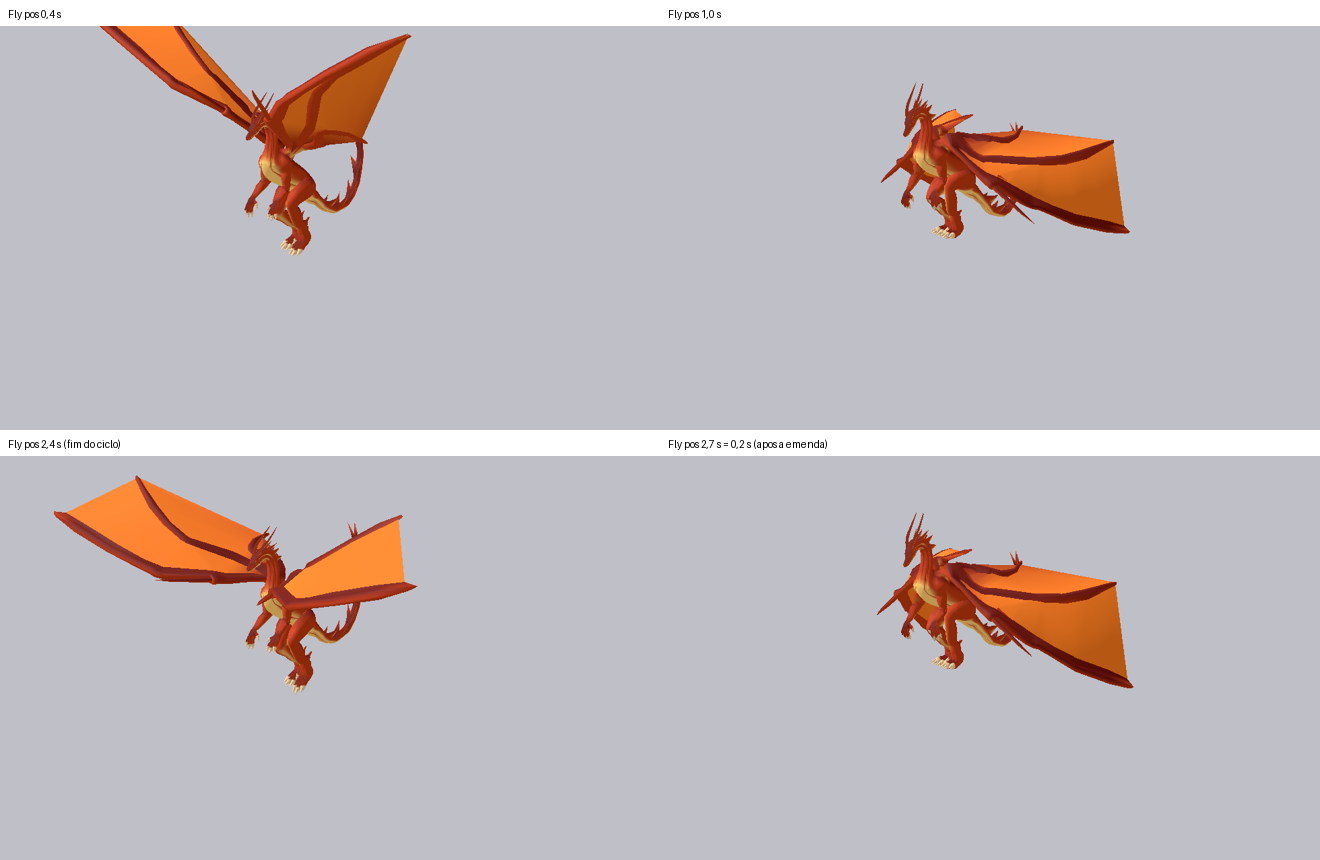 Fly pos 0,4 s
Fly pos 1,0 s
Fly pos 2,4 s (fim do ciclo)
Fly pos 2,7 s = 0,2 s (apos a emenda)